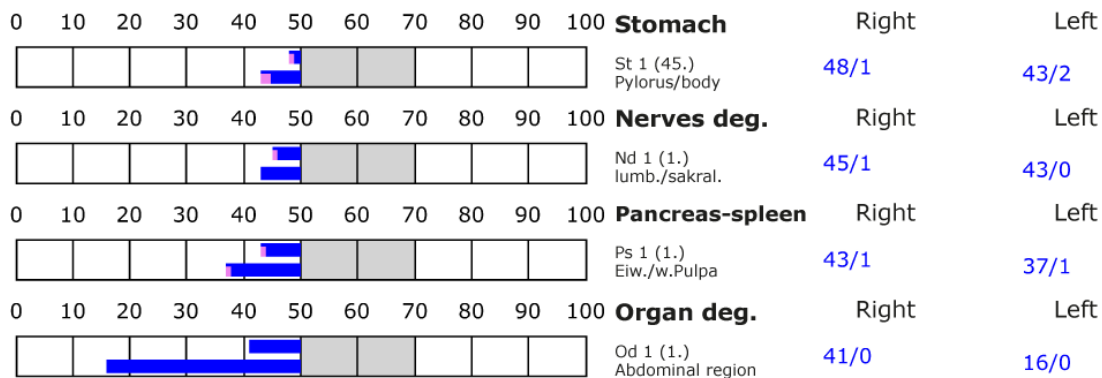 0 10 20 30 40 50 60 70 80 90 100 Stomach Right Left
St 1 (45.) 48/1 43/2
Pylorus/body
0 10 20 30 40 50 60 70 80 90 100 Nerves deg. Right Left
Nd 1 (1.) 45/1 43/0
lumb./sakral.
0 10 20 30 40 50 60 70 80 90 100 Pancreas-spleen Right Left
Ps 1 (1.) 43/1 37/1
Eiw./w.Pulpa
0 10 20 30 40 50 60 70 80 90 100 Organ deg. Right Left
Od 1 (1.) 41/0 16/0
Abdominal region